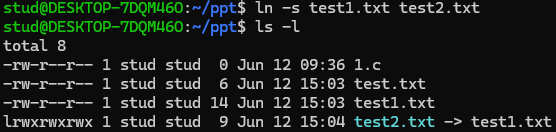 stud@DESKTOP-7DQM46O:~/ppt$ ln -s test1.txt test2.txt
stud@DESKTOP-7DQM46O:~/ppt$ ls -l
total 8
-rw-r--r-- 1 stud stud  0 Jun 12 09:36 1.c
-rw-r--r-- 1 stud stud  6 Jun 12 15:03 test.txt
-rw-r--r-- 1 stud stud 14 Jun 12 15:03 test1.txt
lrwxrwxrwx 1 stud stud  9 Jun 12 15:04 test2.txt -> test1.txt